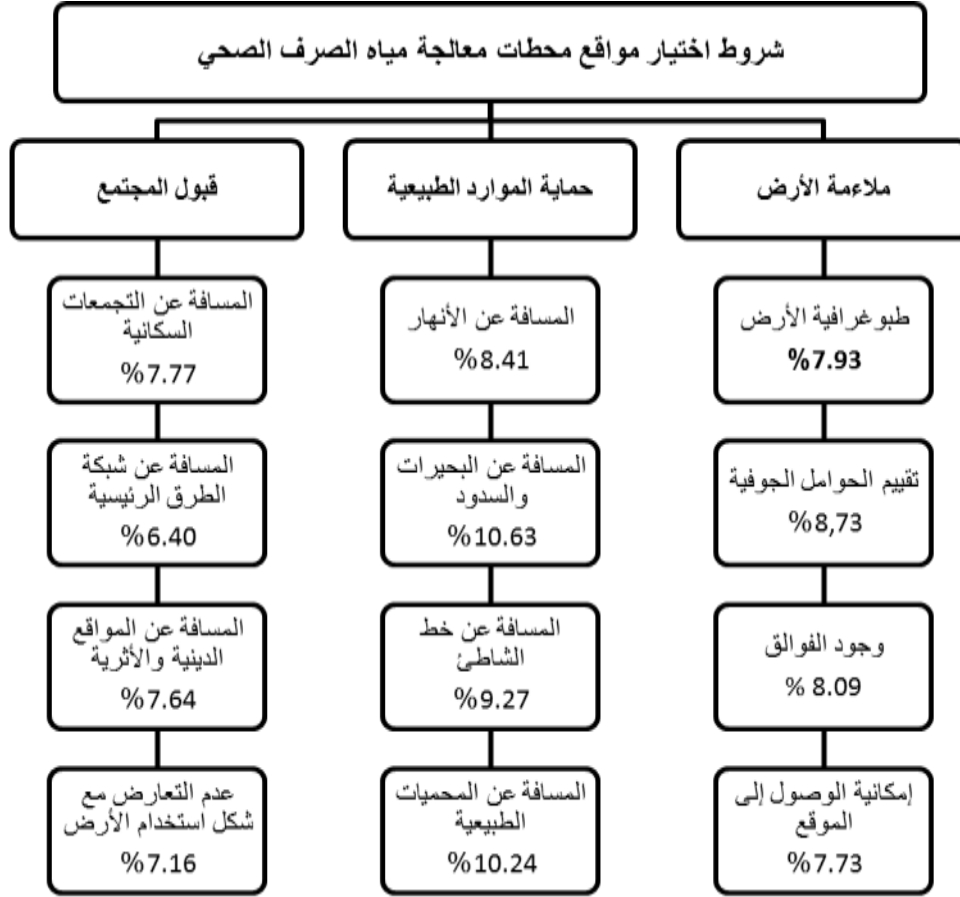 شروط اختيار مواقع محطات معالجة مياه الصرف الصحي
ملاءمة الأرض
طبوغرافية الأرض
%7.93
تقييم الحوامل الجوفية
%8,73
وجود الفوالق
% 8.09
إمكانية الوصول إلى
الموقع
%7.73
حماية الموارد الطبيعية
المسافة عن الأنهار
%8.41
المسافة عن البحيرات
والسدود
%10.63
المسافة عن خط
الشاطئ
%9.27
المسافة عن المحميات
الطبيعية
%10.24
قبول المجتمع
المسافة عن التجمعات
السكانية
%7.77
المسافة عن شبكة
الطرق الرئيسية
%6.40
المسافة عن المواقع
الدينية والأثرية
%7.64
عدم التعارض مع
شكل استخدام الأرض
%7.16